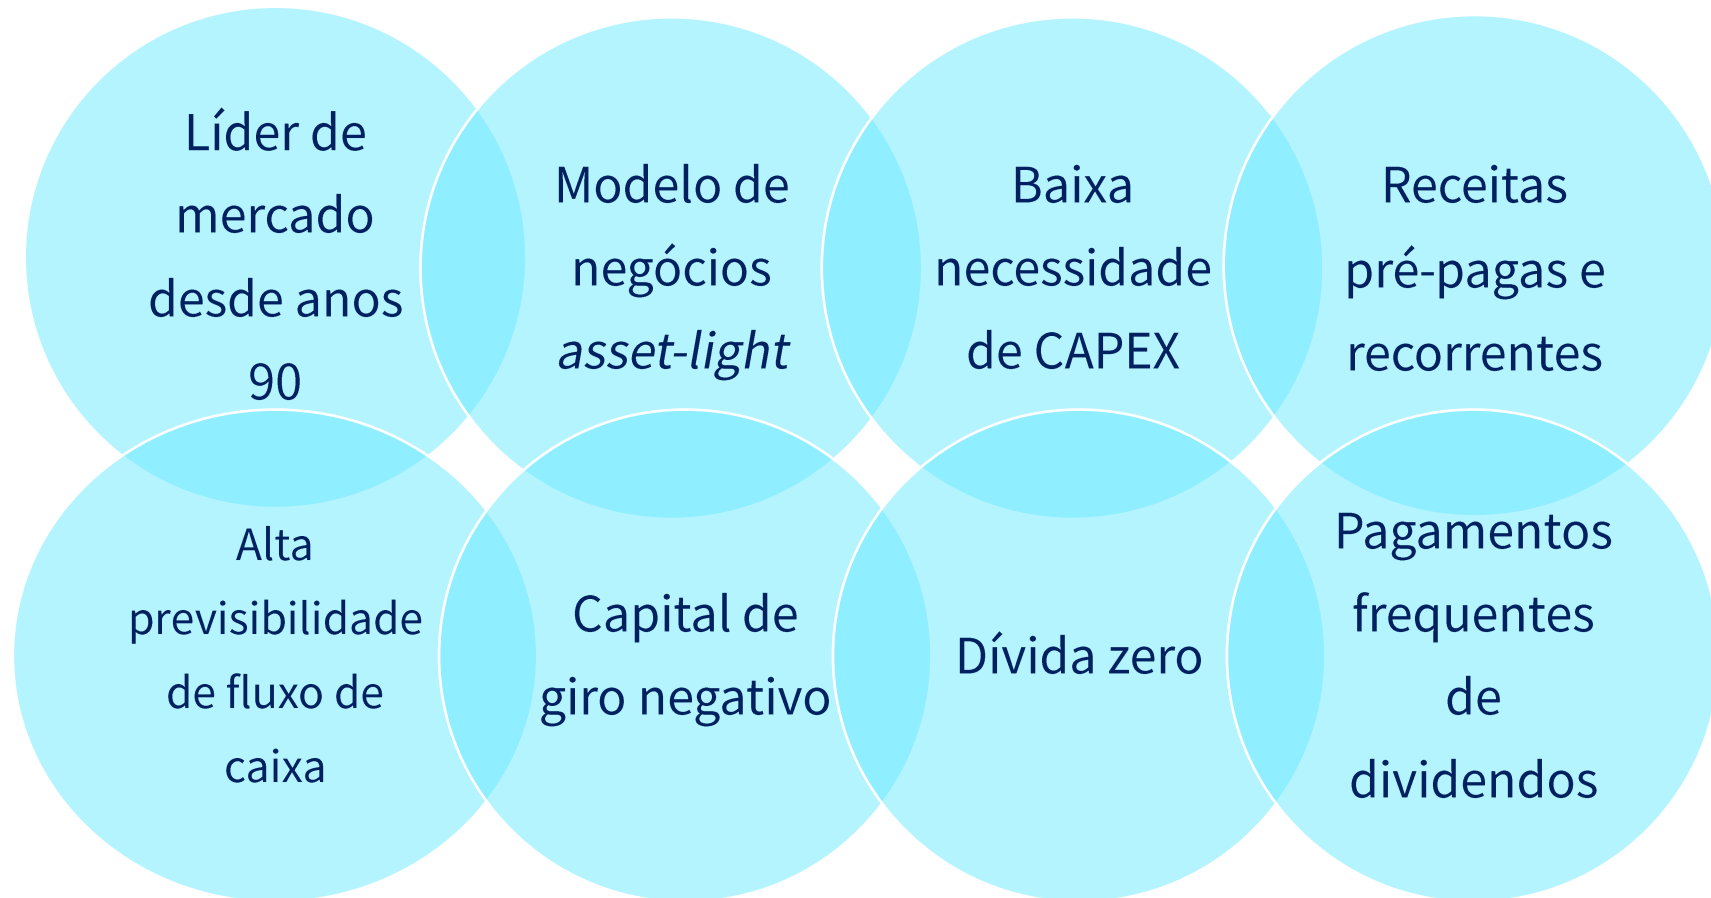 Líder de
mercado
desde anos
90
Modelo de
negócios
asset-light
Baixa
necessidade
de CAPEX
Receitas
pré-pagas e
recorrentes
Alta
previsibilidade
de fluxo de
caixa
Capital de
giro negativo
Dívida zero
Pagamentos
frequentes
de
dividendos